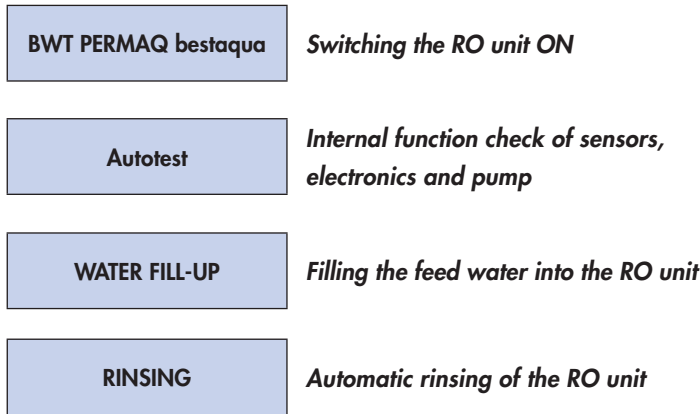 BWT PERMAQ bestaqua
Switching the RO unit ON
Autotest
Internal function check of sensors,
electronics and pump
WATER FILL-UP
Filling the feed water into the RO unit
RINSING
Automatic rinsing of the RO unit